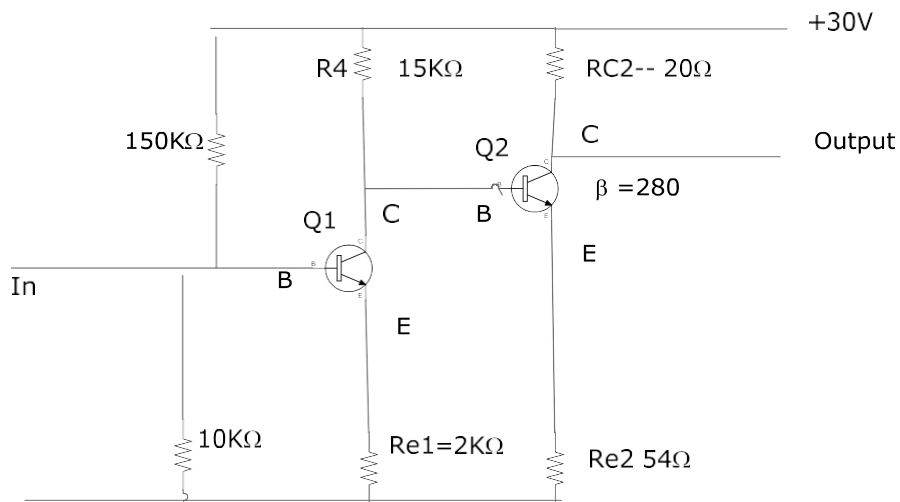 +30V
R4 15KΩ
RC2-- 20Ω
150KΩ
C
Output
Q2
C
B
β =280
B
E
Q1
C
C
E
In
B
B
E
E
10KΩ
Re1=2KΩ
Re2 54Ω